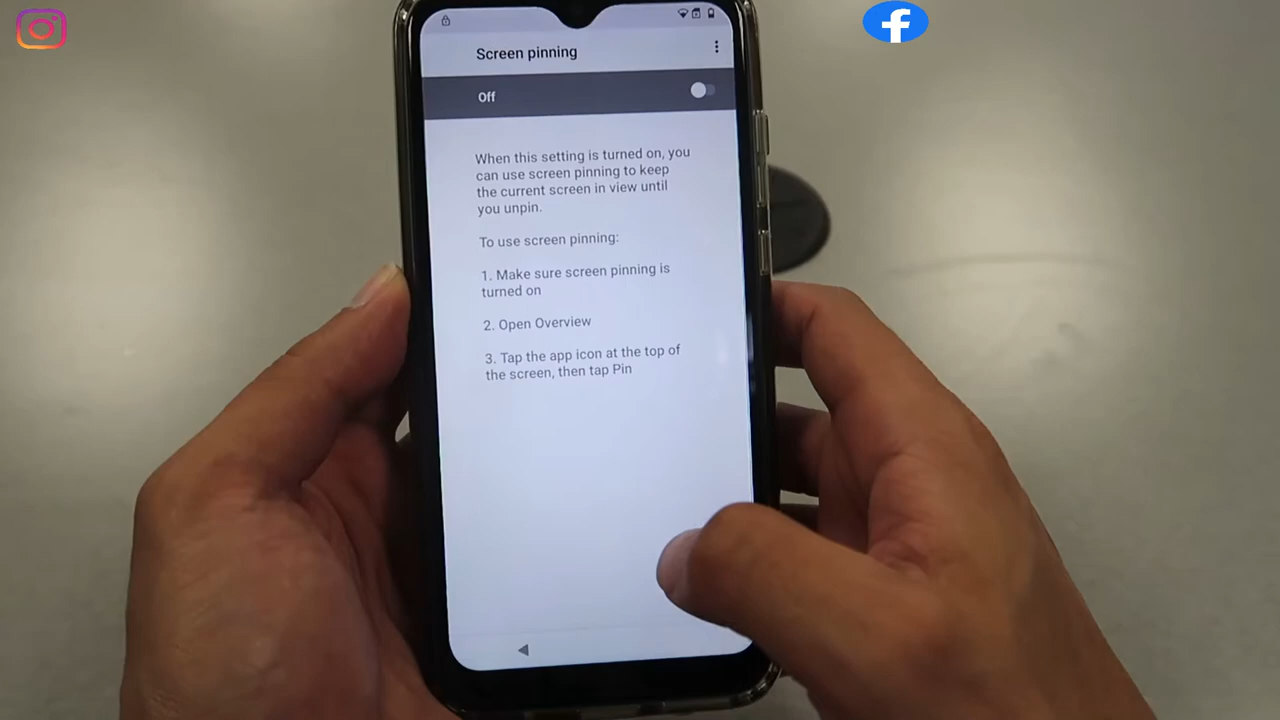 Screen pinning
Off
When this setting is turned on, you
can use screen pinning to keep
the current screen in view until
you unpin.
To use screen pinning:
1. Make sure screen pinning is
turned on
2. Open Overview
3. Tap the app icon at the top of
the screen, then tap Pin